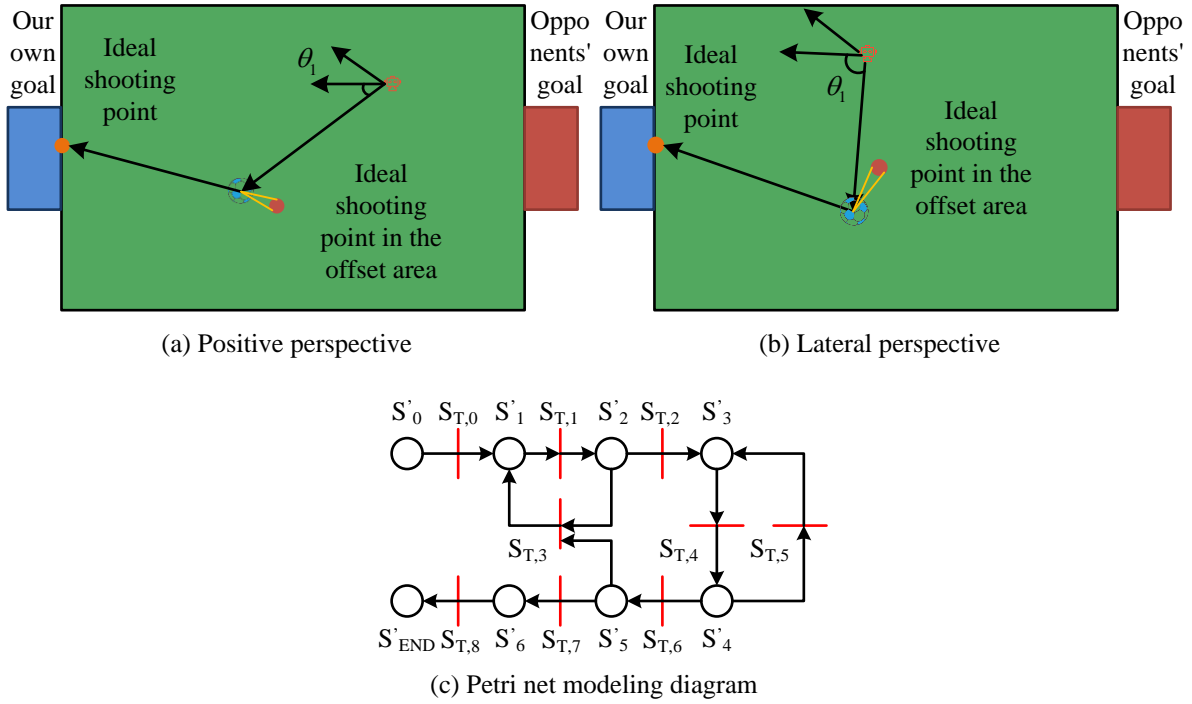 Our
own
goal
Ideal
shooting
point
θ1
Ideal
shooting
point in the
offset area
Oppo
nents'
goal
(a) Positive perspective
Our
own
goal
Ideal
shooting
point
θ1
Ideal
shooting
point in the
offset area
Oppo
nents'
goal
(b) Lateral perspective
S'0 ST,0 S'1 ST,1 S'2 ST,2 S'3
ST,3 ST,4 ST,5
S'END ST,8 S'6 ST,7 S'5 ST,6 S'4
(c) Petri net modeling diagram